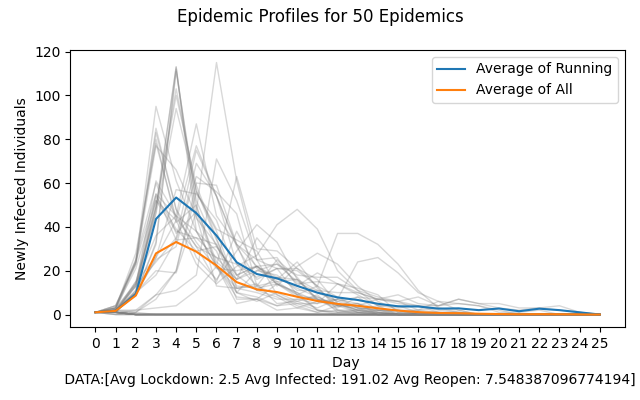 Epidemic Profiles for 50 Epidemics
120
100
80
60
40
20
0
Newly Infected Individuals
Average of Running
Average of All
0 1 2 3 4 5 6 7 8 9 10 11 12 13 14 15 16 17 18 19 20 21 22 23 24 25
Day
DATA:[Avg Lockdown: 2.5 Avg Infected: 191.02 Avg Reopen: 7.548387096774194]